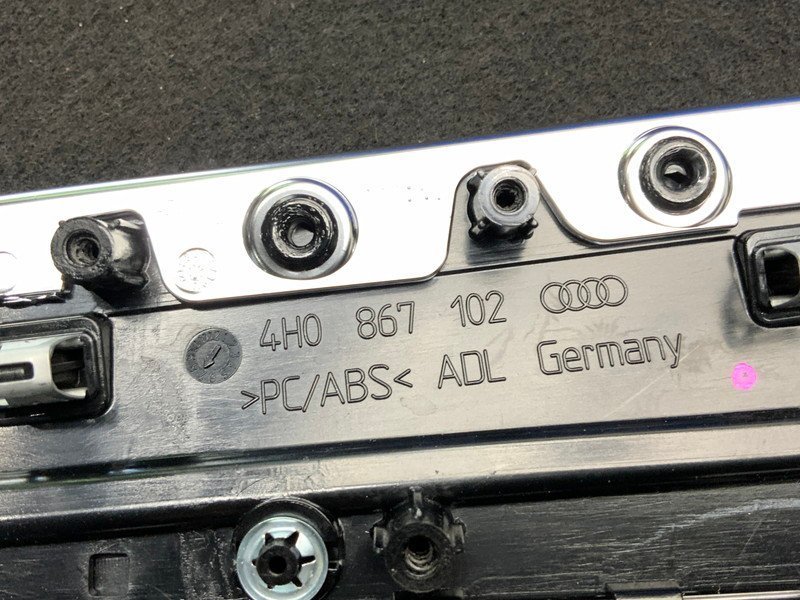 4H0 867 102
>PC/ABS< ADL Germany